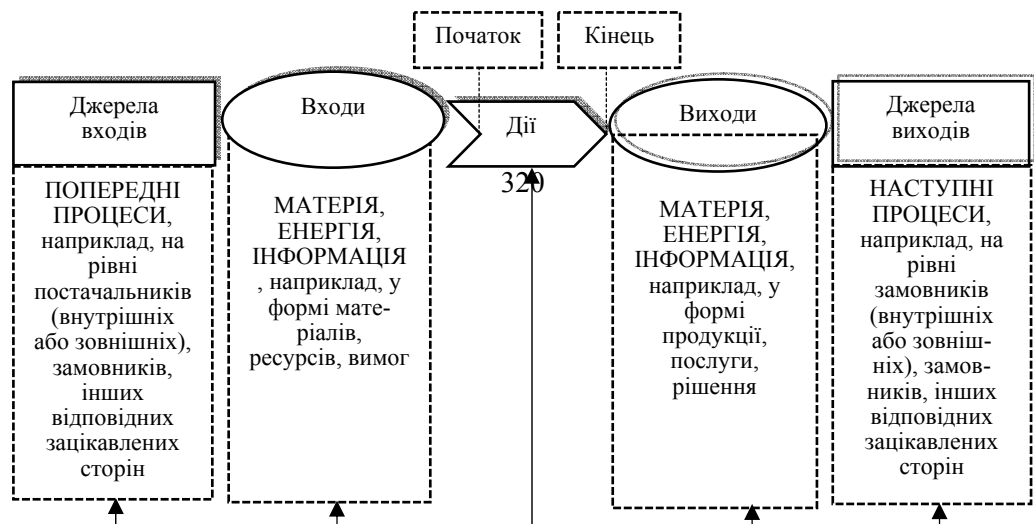 Початок
Кінець
Джерела
входів
Входи
Дії
Виходи
Джерела
виходів
320
ПОПЕРЕДНІ
ПРОЦЕСИ,
наприклад, на
рівні
постачальників
(внутрішніх
або зовнішніх),
замовників,
інших
відповідних
зацікавлених
сторін
МАТЕРІЯ,
ЕНЕРГІЯ,
ІНФОРМАЦІЯ
, наприклад, у
формі мате-
ріалів,
ресурсів, вимог
МАТЕРІЯ,
ЕНЕРГІЯ,
ІНФОРМАЦІЯ,
наприклад, у
формі
продукції,
послуги,
рішення
НАСТУПНІ
ПРОЦЕСИ,
наприклад, на
рівні
замовників
(внутрішніх
або зовніш-
ніх), замов-
ників, інших
відповідних
зацікавлених
сторін